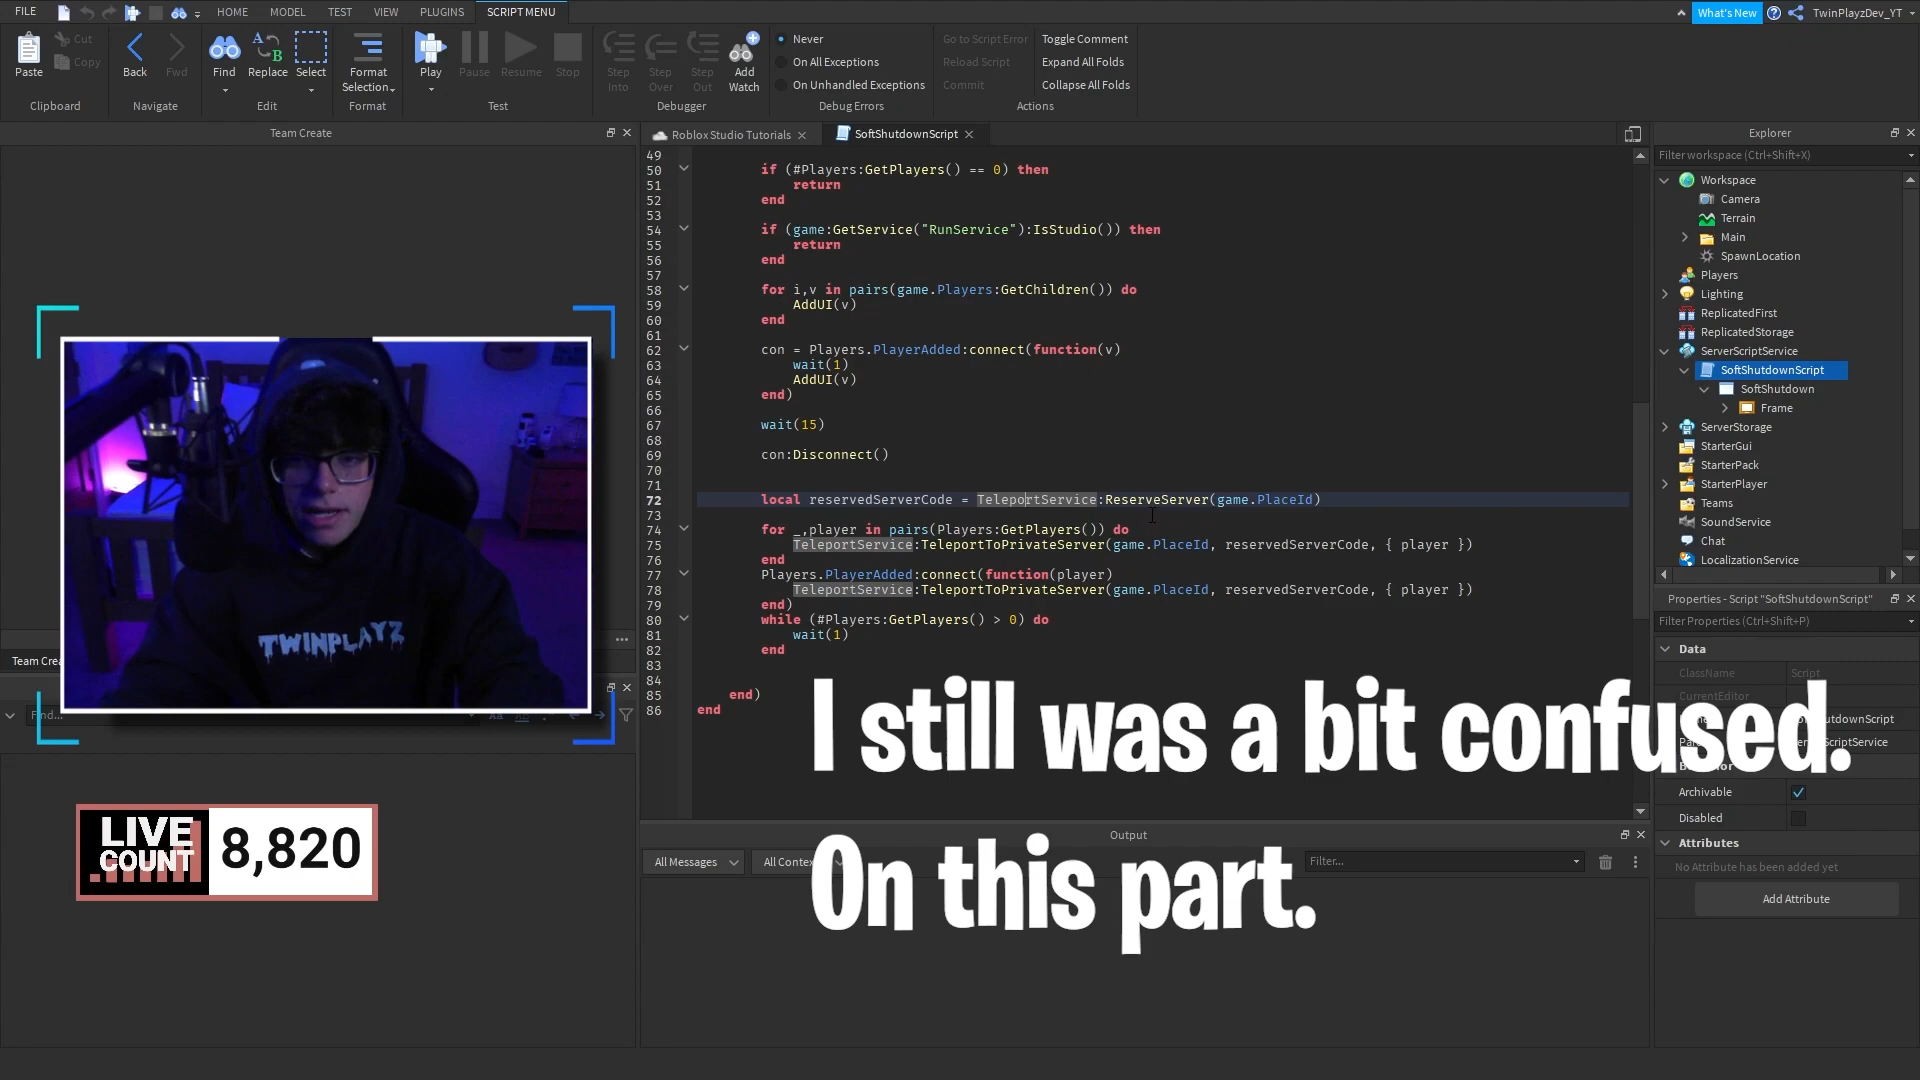 FILE
HOME
MODEL
TEST
VIEW
PLUGINS
SCRIPT MENU
What's New
TwinPlayzDev_YT
Paste
Cut
Copy
Clipboard
Back
Fwd
Navigate
Find
Replace
Select
Edit
Format
Selection
Format
Play
Pause
Resume
Stop
Test
Step
Into
Step
Over
Step
Out
Add
Watch
Debugger
Never
On All Exceptions
On Unhandled Exceptions
Debug Errors
Go to Script Error
Reload Script
Commit
Toggle Comment
Expand All Folds
Collapse All Folds
Actions
Team Create
TWINPLAYZ
Team Crea
Find...
LIVE
COUNT
8,820
Roblox Studio Tutorials
SoftShutdownScript
49
50 if (#Players:GetPlayers() == 0) then
51 return
52 end
53
54 if (game:GetService("RunService"):IsStudio()) then
55 return
56 end
57
58 for i,v in pairs(game.Players:GetChildren()) do
59 AddUI(v)
60 end
61
62 con = Players.PlayerAdded:connect(function(v)
63 wait(1)
64 AddUI(v)
65 end)
66
67 wait(15)
68
69 con:Disconnect()
70
71
72 local reservedServerCode = TeleportService:ReserveServer(game.PlaceId)
73
74 for _,player in pairs(Players:GetPlayers()) do
75 TeleportService:TeleportToPrivateServer(game.PlaceId, reservedServerCode, { player })
76 end
77 Players.PlayerAdded:connect(function(player)
78 TeleportService:TeleportToPrivateServer(game.PlaceId, reservedServerCode, { player })
79 end)
80 while (#Players:GetPlayers() > 0) do
81 wait(1)
82 end
83
84
85 end)
86 end
I still was a bit confused.
On this part.
Output
All Messages
All Conte
Filter...
Explorer
Filter workspace (Ctrl+Shift+X)
Workspace
Camera
Terrain
Main
SpawnLocation
Players
Lighting
ReplicatedFirst
ReplicatedStorage
ServerScriptService
SoftShutdownScript
SoftShutdown
Frame
ServerStorage
StarterGui
StarterPack
StarterPlayer
Teams
SoundService
Chat
LocalizationService
Properties - Script "SoftShutdownScript"
Filter Properties (Ctrl+Shift+P)
Data
ClassName Script
CurrentEditor
utdownScript
ScriptService
Archivable
Disabled
Attributes
No Attribute has been added yet
Add Attribute